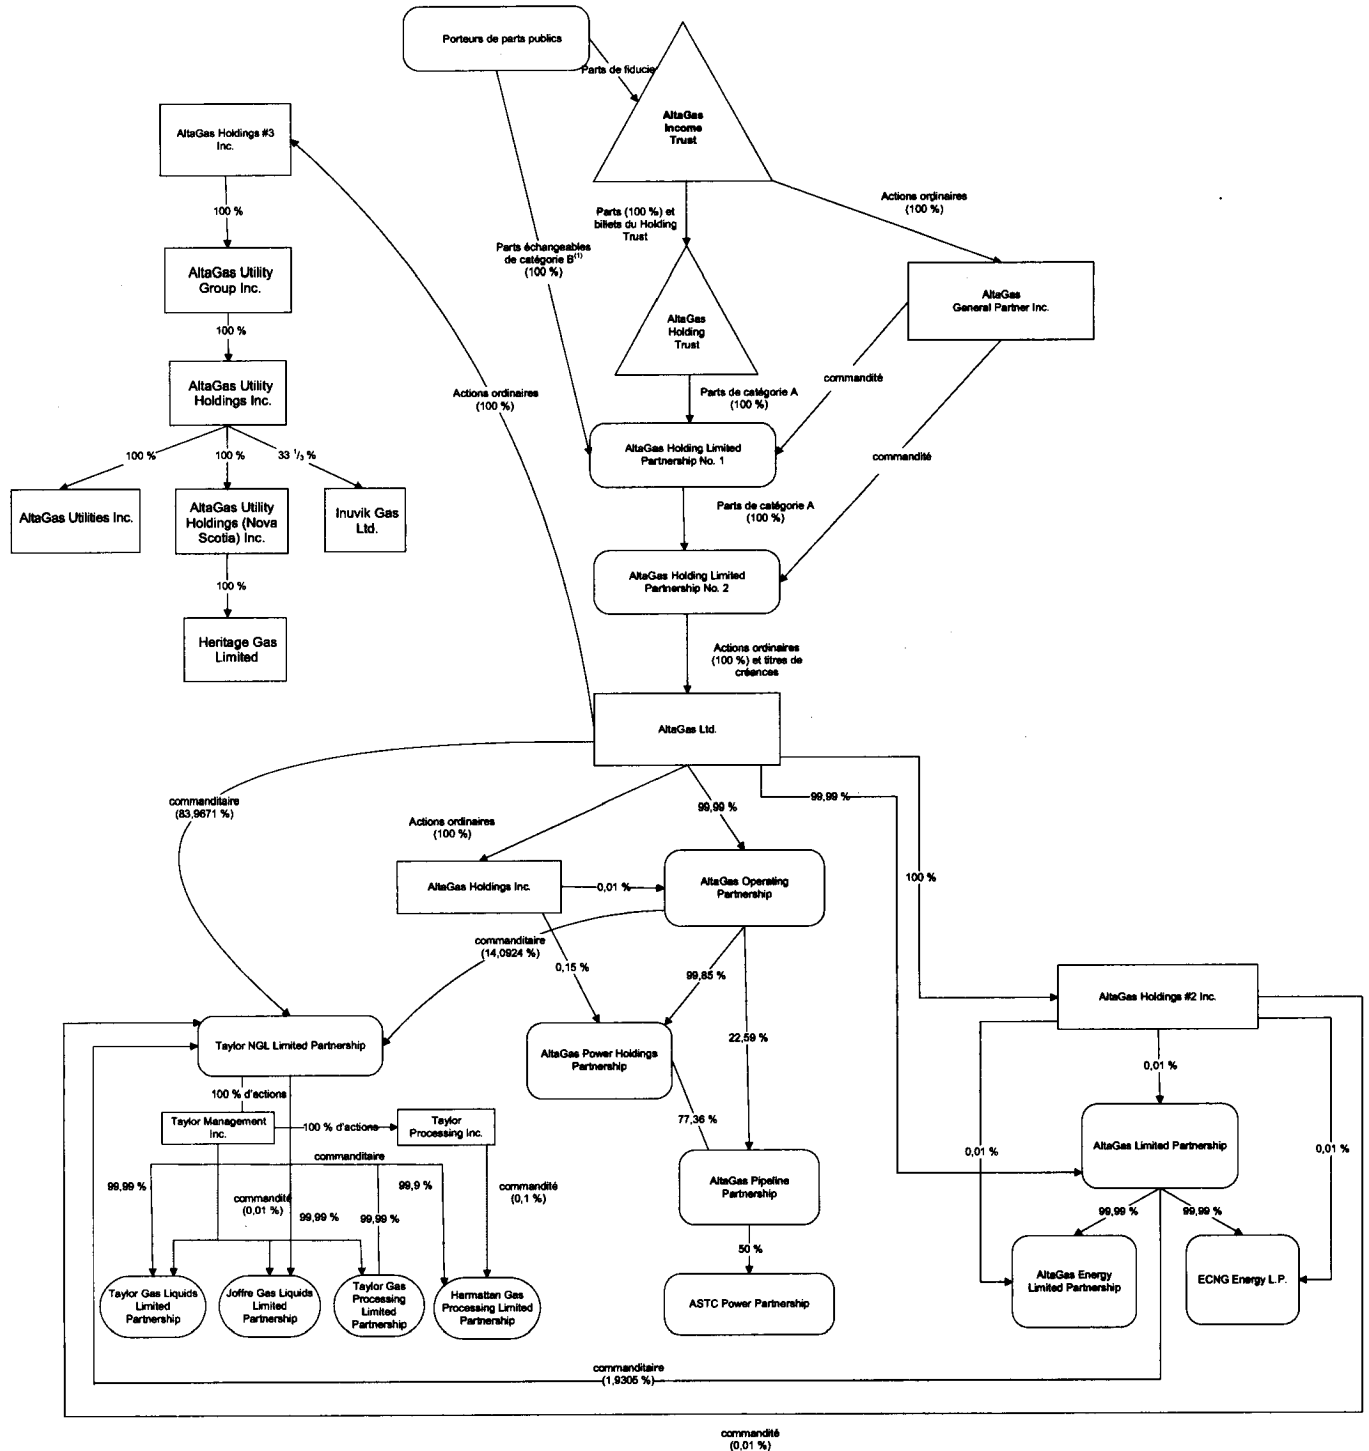 Porteurs de parts publics
Parts de fiducie
AltaGas
Income
Trust
AltaGas Holdings #3
Inc.
100 %
AltaGas Utility
Group Inc.
100 %
AltaGas Utility
Holdings Inc.
100 %
100 %
33 1/3 %
AltaGas Utilities Inc.
AltaGas Utility
Holdings (Nova
Scotia) Inc.
Inuvik Gas
Ltd.
100 %
Heritage Gas
Limited
Actions ordinaires
(100 %)
Parts (100 %) et
billets du Holding
Trust
Actions ordinaires
(100 %)
Parts échangeables
de catégorie B(1)
(100 %)
AltaGas
Holding
Trust
AltaGas
General Partner Inc.
Parts de catégorie A
(100 %)
commandité
commandité
AltaGas Holding Limited
Partnership No. 1
Parts de catégorie A
(100 %)
AltaGas Holding Limited
Partnership No. 2
Actions ordinaires
(100 %) et titres de
créances
AltaGas Ltd.
commanditaire
(83,9671 %)
Actions ordinaires
(100 %)
99,99 %
99,99 %
100 %
AltaGas Holdings Inc.
0,01 %
AltaGas Operating
Partnership
commanditaire
(14,0924 %)
0,15 %
99,85 %
22,59 %
AltaGas Holdings #2 Inc.
Taylor NGL Limited Partnership
AltaGas Power Holdings
Partnership
77,36 %
0,01 %
0,01 %
0,01 %
100 % d'actions
Taylor Management
Inc.
100 % d'actions
Taylor
Processing Inc.
AltaGas Limited Partnership
commanditaire
99,99 %
commandité
(0,01 %)
99,99 %
99,99 %
99,9 %
commandité
(0,1 %)
AltaGas Pipeline
Partnership
99,99 %
99,99 %
50 %
Taylor Gas Liquids
Limited
Partnership
Joffre Gas Liquids
Limited
Partnership
Taylor Gas
Processing
Limited
Partnership
Harmattan Gas
Processing Limited
Partnership
ASTC Power Partnership
AltaGas Energy
Limited Partnership
ECNG Energy L.P.
commanditaire
(1,9305 %)
commandité
(0,01 %)